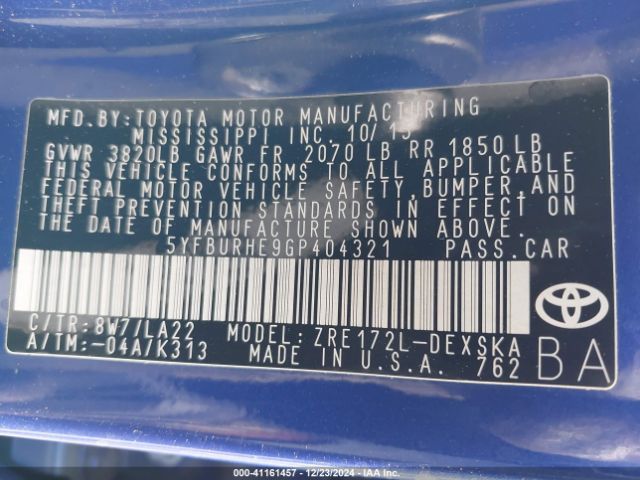 MFD.BY:TOYOTA MOTOR MANUFACTURING
MISSISSIPPI INC. 10/15
GVWR 3820LB GAWR FR 2070 LB RR 1850 LB
THIS VEHICLE CONFORMS TO ALL APPLICABLE
FEDERAL MOTOR VEHICLE SAFETY,BUMPER,AND
THEFT PREVENTION STANDARDS IN EFFECT ON
THE DATE OF MANUFACTURE SHOWN ABOVE.
5YFBURHE9GP404321 PASS.CAR
C/TR:8W7/LA22 MODEL:ZRE172L-DEXSKA
A/TM:-04A/K313 MADE IN U.S.A. 762
BA
000-41161457 - 12/23/2024 - IAA Inc.